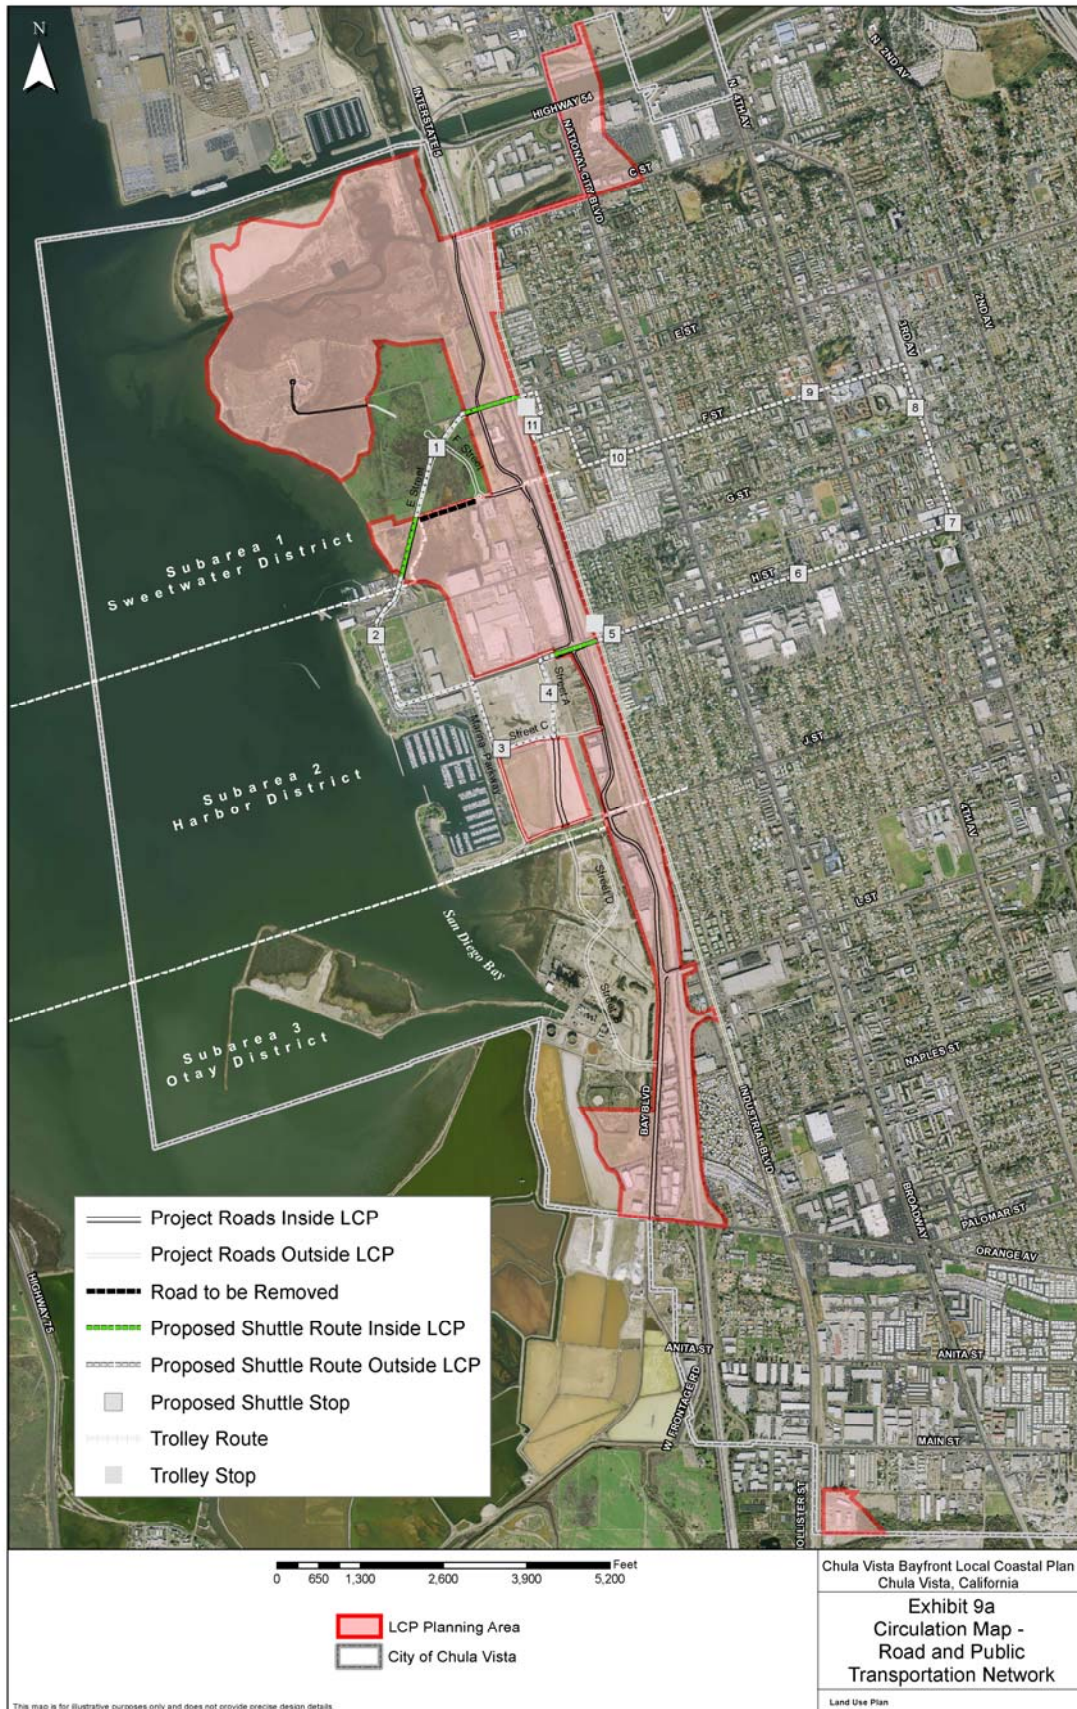 N
N. 2ND AV
INTERSTATE 5
HIGHWAY 54
N. 4TH AV
NATIONAL CITY BLVD
C ST
2ND AV
E ST
3RD AV
9
8
F ST
11
10
1
F Street
E Street
G ST
7
Subarea 1
Sweetwater District
H ST
6
5
2
Street A
4
Marina Parkway
Street C
3
J ST
Subarea 2
Harbor District
4TH AV
L ST
Street D
San Diego Bay
Street
Subarea 3
Otay District
NAPLES ST
BAY BLVD
INDUSTRIAL BLVD
BROADWAY
PALOMAR ST
ORANGE AV
HIGHWAY 75
ANITA ST
ANITA ST
W FRONTAGE RD
MAIN ST
OLLISTER ST
Project Roads Inside LCP
Project Roads Outside LCP
Road to be Removed
Proposed Shuttle Route Inside LCP
Proposed Shuttle Route Outside LCP
Proposed Shuttle Stop
Trolley Route
Trolley Stop
Feet
0 650 1,300 2,600 3,900 5,200
LCP Planning Area
City of Chula Vista
Chula Vista Bayfront Local Coastal Plan
Chula Vista, California
Exhibit 9a
Circulation Map -
Road and Public
Transportation Network
Land Use Plan
This map is for illustrative purposes only and does not provide precise design details.